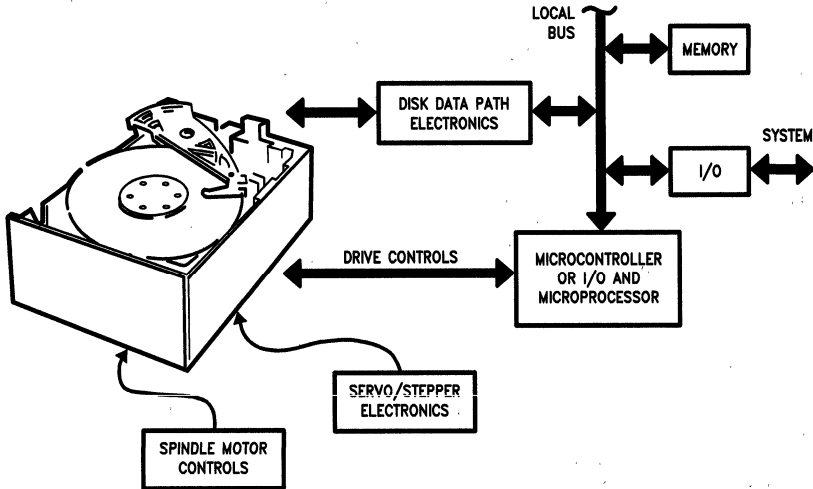 LOCAL
BUS
MEMORY
DISK DATA PATH
ELECTRONICS
SYSTEM
I/O
DRIVE CONTROLS
MICROCONTROLLER
OR I/O AND
MICROPROCESSOR
SERVO/STEPPER
ELECTRONICS
SPINDLE MOTOR
CONTROLS